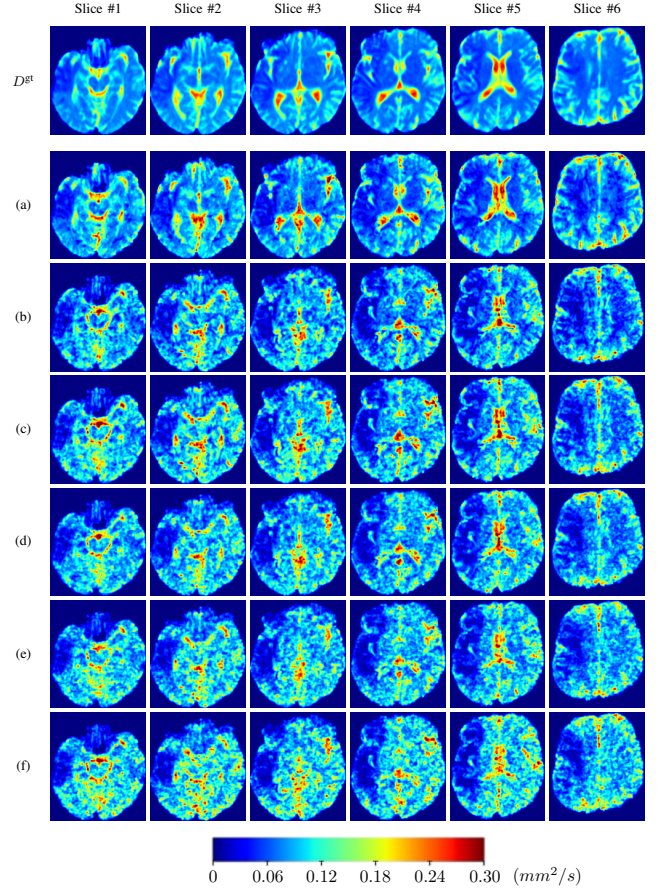 Slice #1 Slice #2 Slice #3 Slice #4 Slice #5 Slice #6
D^gt
(a)
(b)
(c)
(d)
(e)
(f)
0 0.06 0.12 0.18 0.24 0.30 (mm²/s)